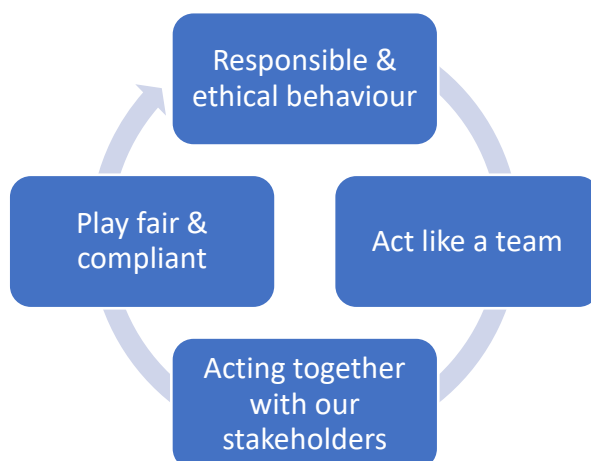 Responsible &
ethical behaviour
Act like a team
Acting together
with our
stakeholders
Play fair &
compliant